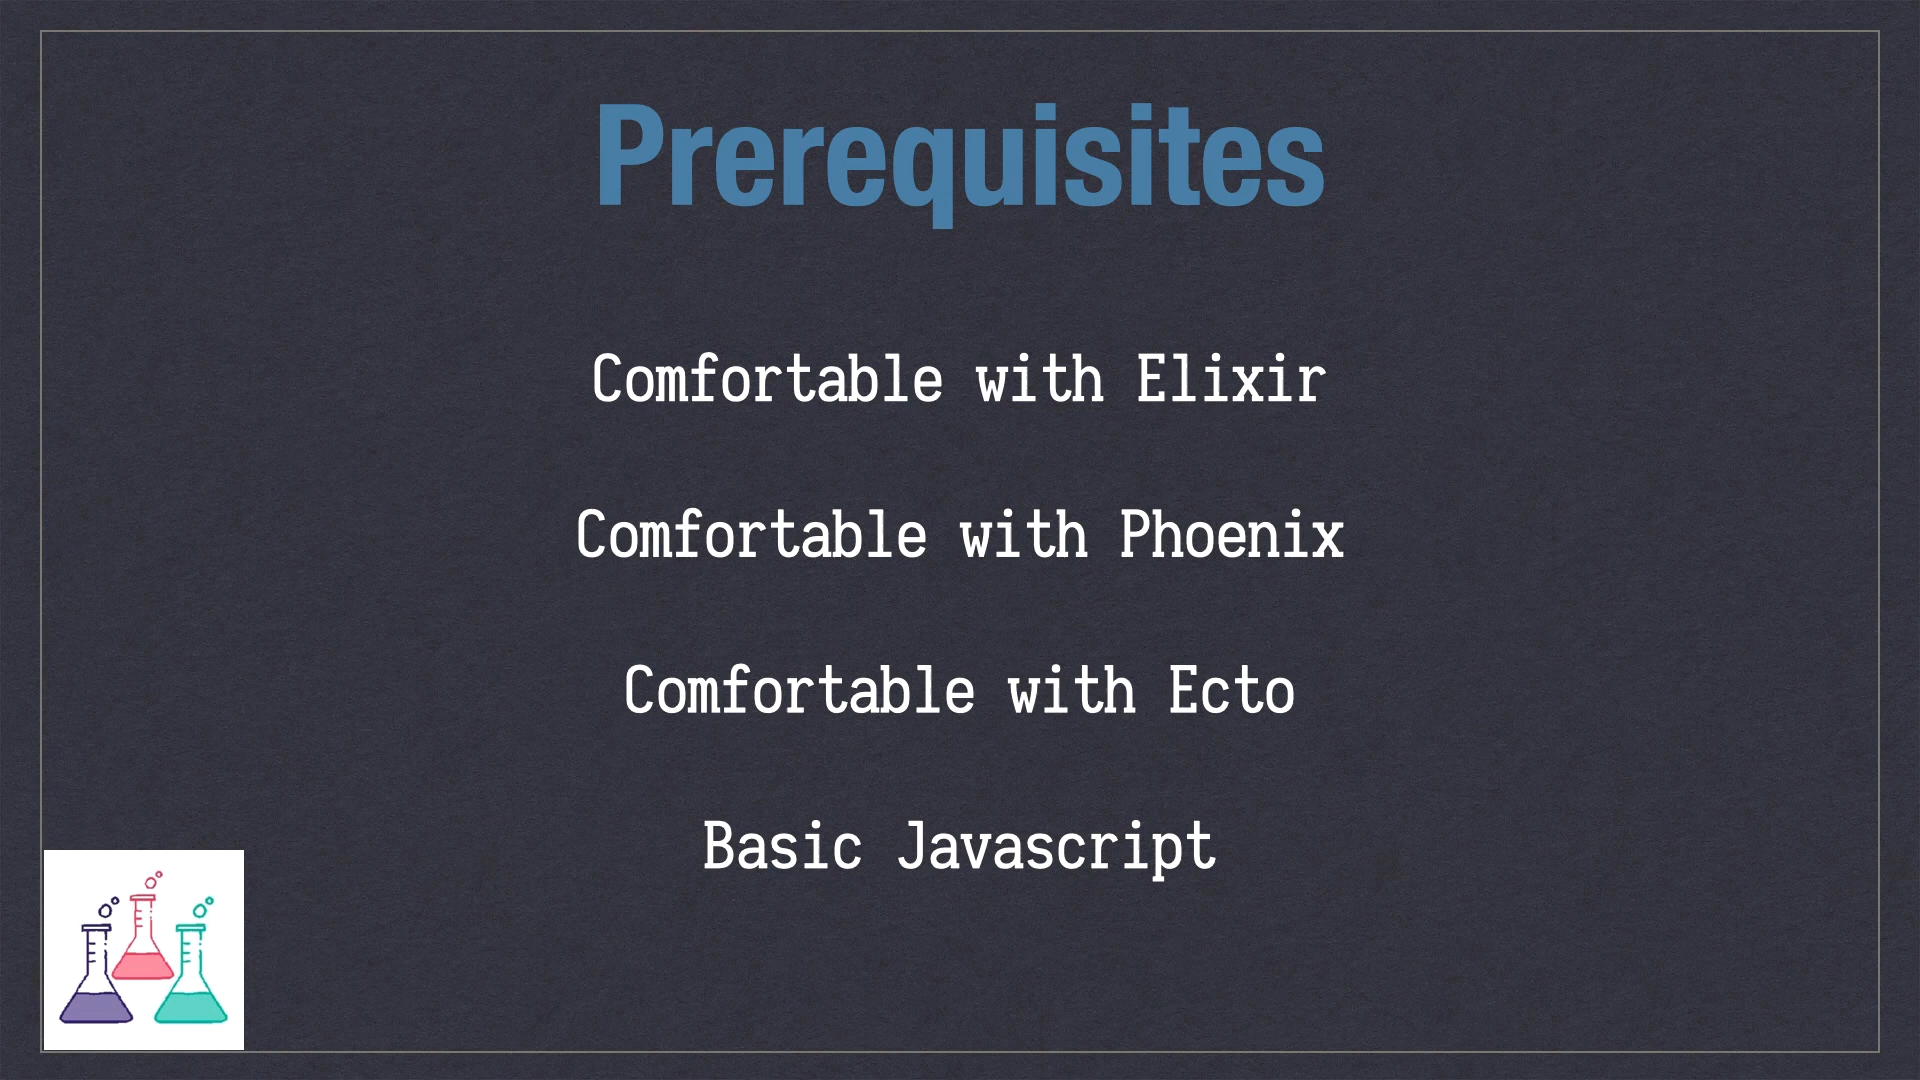 Prerequisites
Comfortable with Elixir
Comfortable with Phoenix
Comfortable with Ecto
Basic Javascript